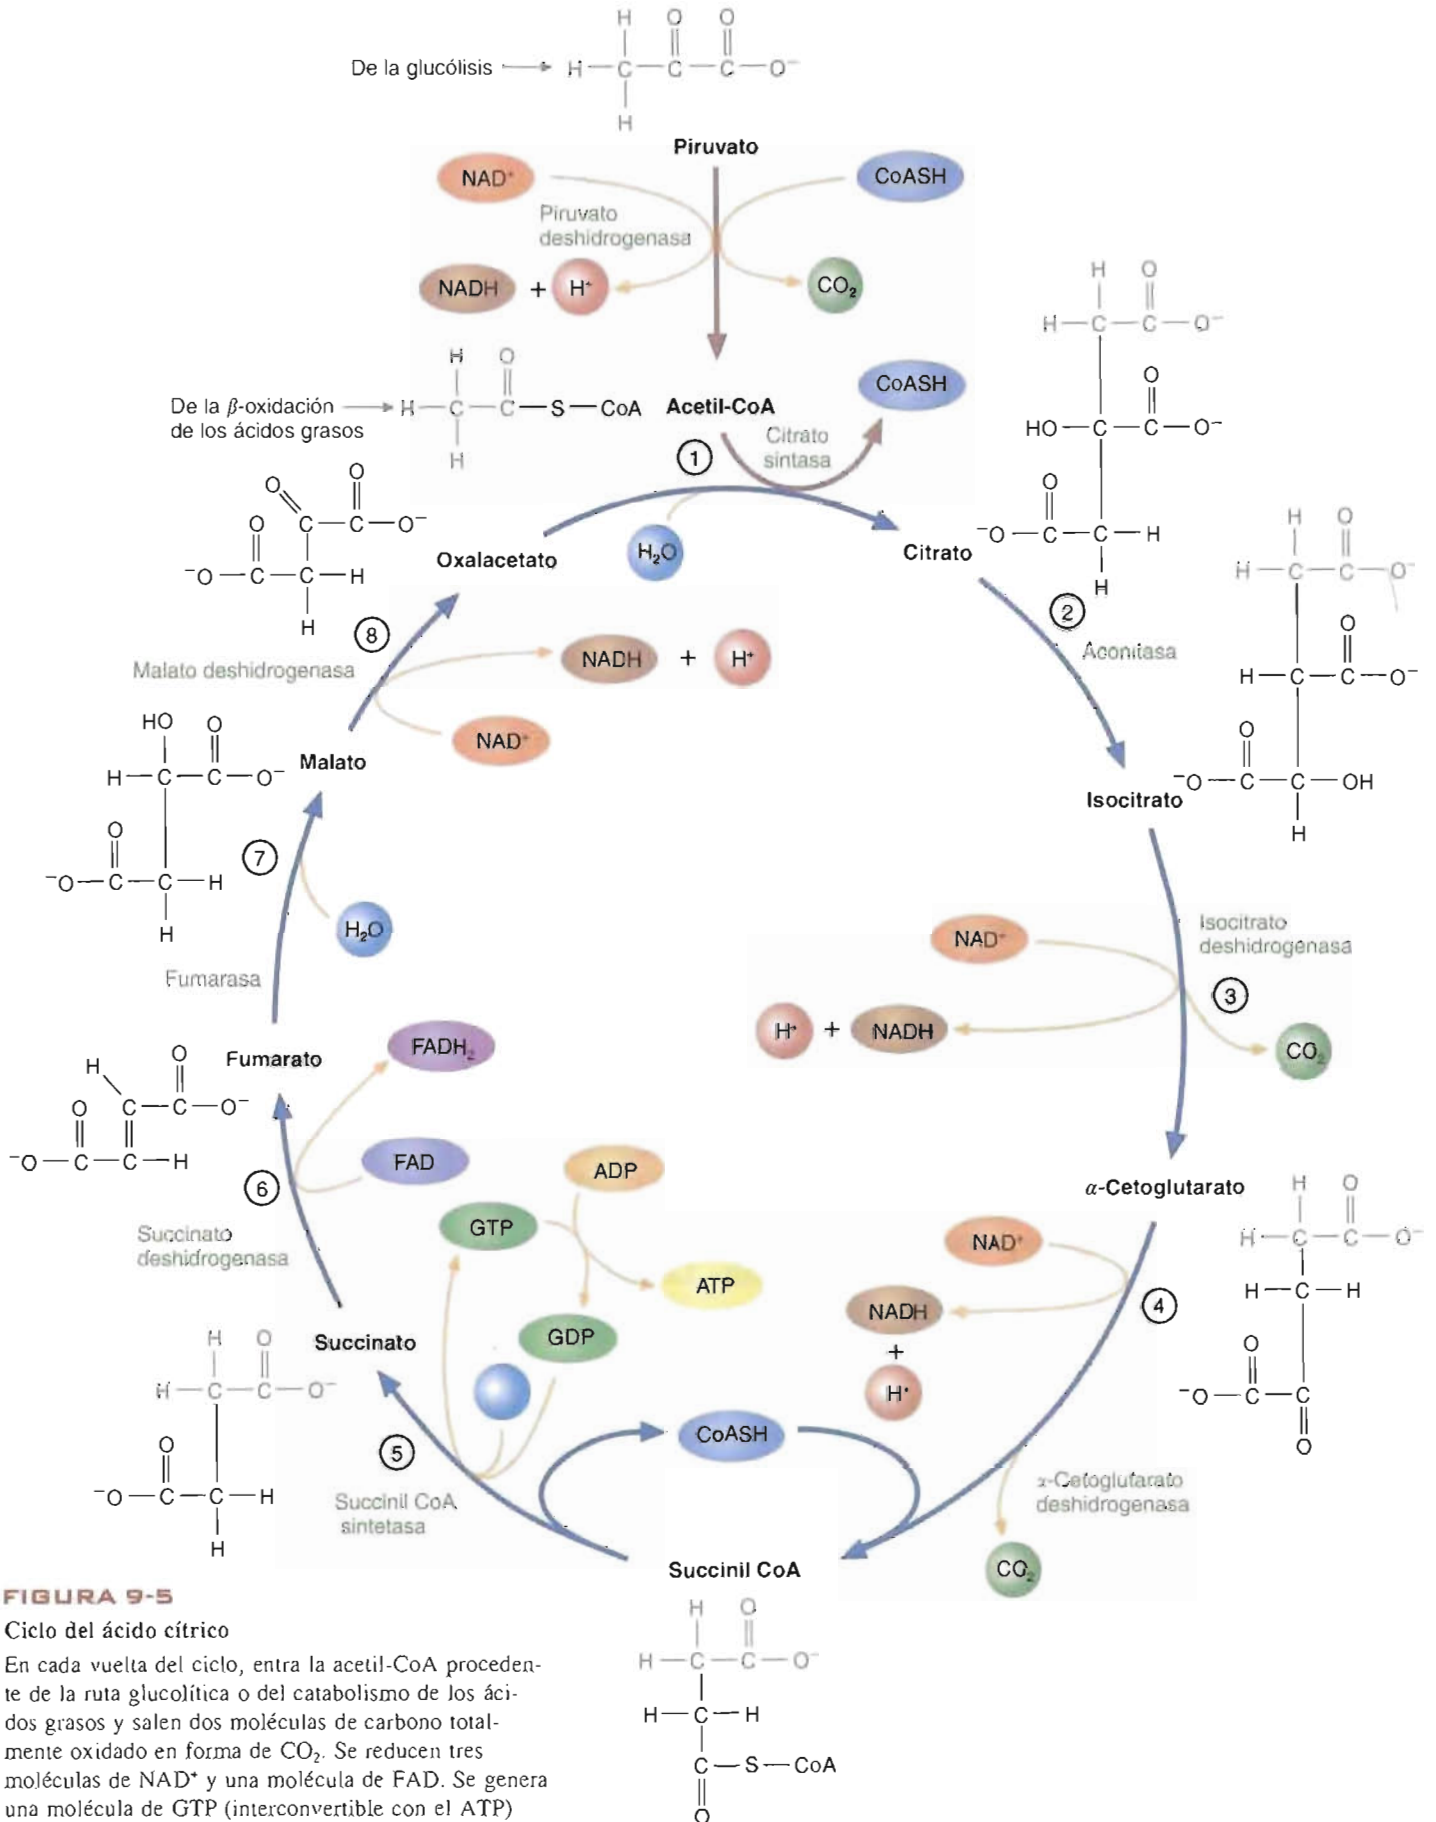 H O O
De la glucólisis H—C—C—C—O⁻
H
Piruvato
NAD⁺ CoASH
Piruvato
deshidrogenasa
NADH + H⁺ CO₂
H O
De la β-oxidación H—C—C—S—CoA Acetil-CoA CoASH
de los ácidos grasos
H
1 Citrato
sintasa
H O
H—C—C—O⁻
O
HO—C—C—O⁻
O
⁻O—C—C—H
H
Citrato
H₂O
O O
O C—C—O⁻
⁻O—C—C—H
H
Oxalacetato
2
Aconitasa
H O
H—C—C—O⁻
O
H—C—C—O⁻
O
⁻O—C—C—OH
H
Isocitrato
8
Malato deshidrogenasa
NADH + H⁺
NAD⁺
HO O
H—C—C—O⁻
O
⁻O—C—C—H
H
Malato
7
H₂O
Fumarasa
NAD⁺
Isocitrato
deshidrogenasa
3
H⁺ + NADH
CO₂
FADH₂
Fumarato
H O
O C—C—O⁻
⁻O—C—C—H
FAD
6
Succinato
deshidrogenasa
ADP
GTP
ATP
GDP
α-Cetoglutarato
H O
H—C—C—O⁻
H—C—H
O
⁻O—C—C
O
NAD⁺
NADH
+
H⁺
4
Succinato
H O
H—C—C—O⁻
O
⁻O—C—C—H
H
5
Succinil CoA
sintetasa
CoASH
α-Cetoglutarato
deshidrogenasa
CO₂
Succinil CoA
H O
H—C—C—O⁻
H—C—H
C—S—CoA
O
FIGURA 9-5
Ciclo del ácido cítrico
En cada vuelta del ciclo, entra la acetil-CoA proceden-
te de la ruta glucolítica o del catabolismo de los áci-
dos grasos y salen dos moléculas de carbono total-
mente oxidado en forma de CO₂. Se reducen tres
moléculas de NAD⁺ y una molécula de FAD. Se genera
una molécula de GTP (interconvertible con el ATP)